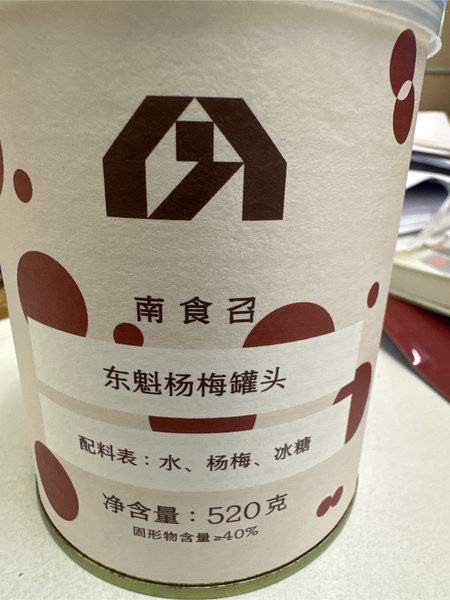 南食召
东魁杨梅罐头
配料表：水、杨梅、冰糖
净含量：520克
固形物含量≥40%